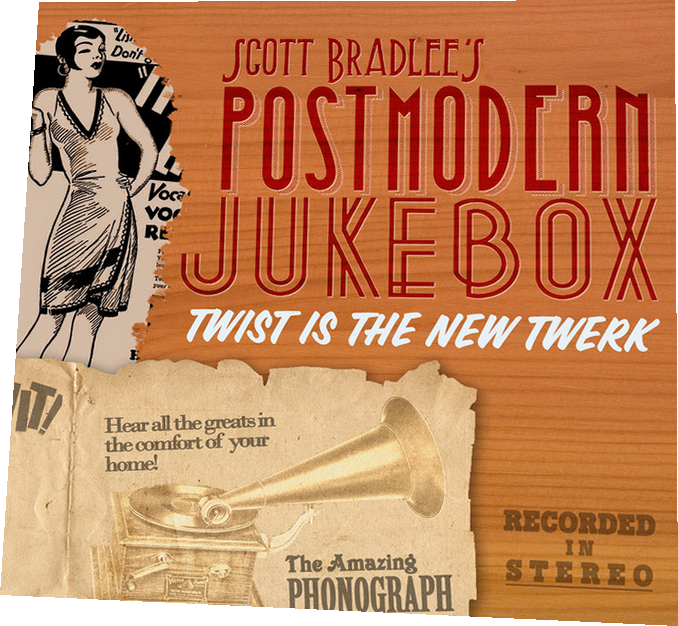 SCOTT BRADLEE'S
POSTMODERN
JUKEBOX
TWIST IS THE NEW TWERK
Hear all the greats in
the comfort of your
home!
The Amazing
PHONOGRAPH
RECORDED
IN
STEREO